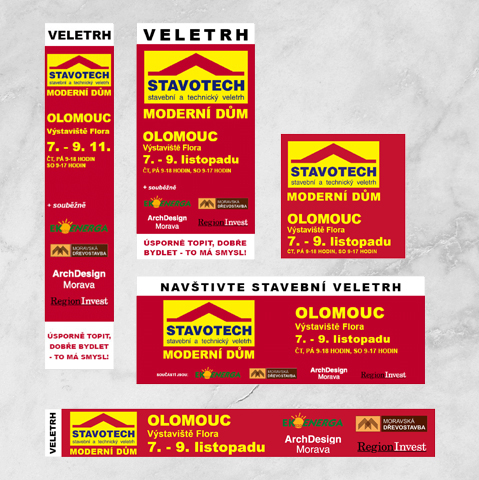 VELETRH
STAVOTECH
stavební a technický veletrh
MODERNÍ DŮM
OLOMOUC
Výstaviště Flora
7. - 9. 11.
ČT, PÁ 9-18 HODIN
SO 9-17 HODIN
+ souběžně
EKOENERGA
MORAVSKÁ
DŘEVOSTAVBA
ArchDesign
Morava
RegionInvest
ÚSPORNĚ TOPIT,
DOBŘE BYDLET
- TO MÁ SMYSL!
VELETRH
STAVOTECH
stavební a technický veletrh
MODERNÍ DŮM
OLOMOUC
Výstaviště Flora
7. - 9. listopadu
ČT, PÁ 9-18 HODIN, SO 9-17 HODIN
+ souběžně
EKOENERGA
MORAVSKÁ
DŘEVOSTAVBA
ArchDesign
Morava
RegionInvest
ÚSPORNĚ TOPIT, DOBŘE
BYDLET - TO MÁ SMYSL!
STAVOTECH
stavební a technický veletrh
MODERNÍ DŮM
OLOMOUC
Výstaviště Flora
7. - 9. listopadu
ČT, PÁ 9-18 HODIN, SO 9-17 HODIN
NAVŠTIVTE STAVEBNÍ VELETRH
STAVOTECH
stavební a technický veletrh
MODERNÍ DŮM
OLOMOUC
Výstaviště Flora
7. - 9. listopadu
ČT, PÁ 9-18 HODIN, SO 9-17 HODIN
SOUČÁSTÍ JSOU
EKOENERGA
MORAVSKÁ
DŘEVOSTAVBA
ArchDesign
Morava
RegionInvest
VELETRH
STAVOTECH
stavební a technický veletrh
MODERNÍ DŮM
OLOMOUC
Výstaviště Flora
7. - 9. listopadu
EKOENERGA
MORAVSKÁ
DŘEVOSTAVBA
ArchDesign
Morava
RegionInvest